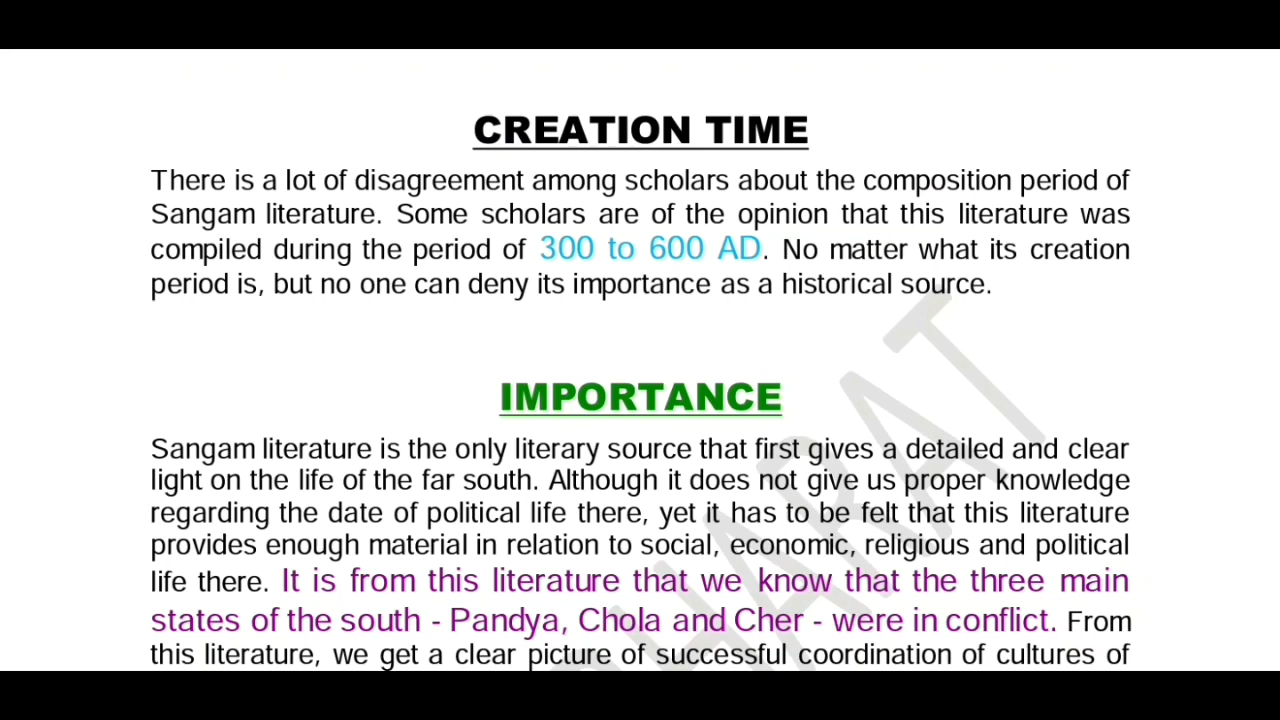 CREATION TIME
There is a lot of disagreement among scholars about the composition period of
Sangam literature. Some scholars are of the opinion that this literature was
compiled during the period of 300 to 600 AD. No matter what its creation
period is, but no one can deny its importance as a historical source.
IMPORTANCE
Sangam literature is the only literary source that first gives a detailed and clear
light on the life of the far south. Although it does not give us proper knowledge
regarding the date of political life there, yet it has to be felt that this literature
provides enough material in relation to social, economic, religious and political
life there. It is from this literature that we know that the three main
states of the south - Pandya, Chola and Cher - were in conflict. From
this literature, we get a clear picture of successful coordination of cultures of